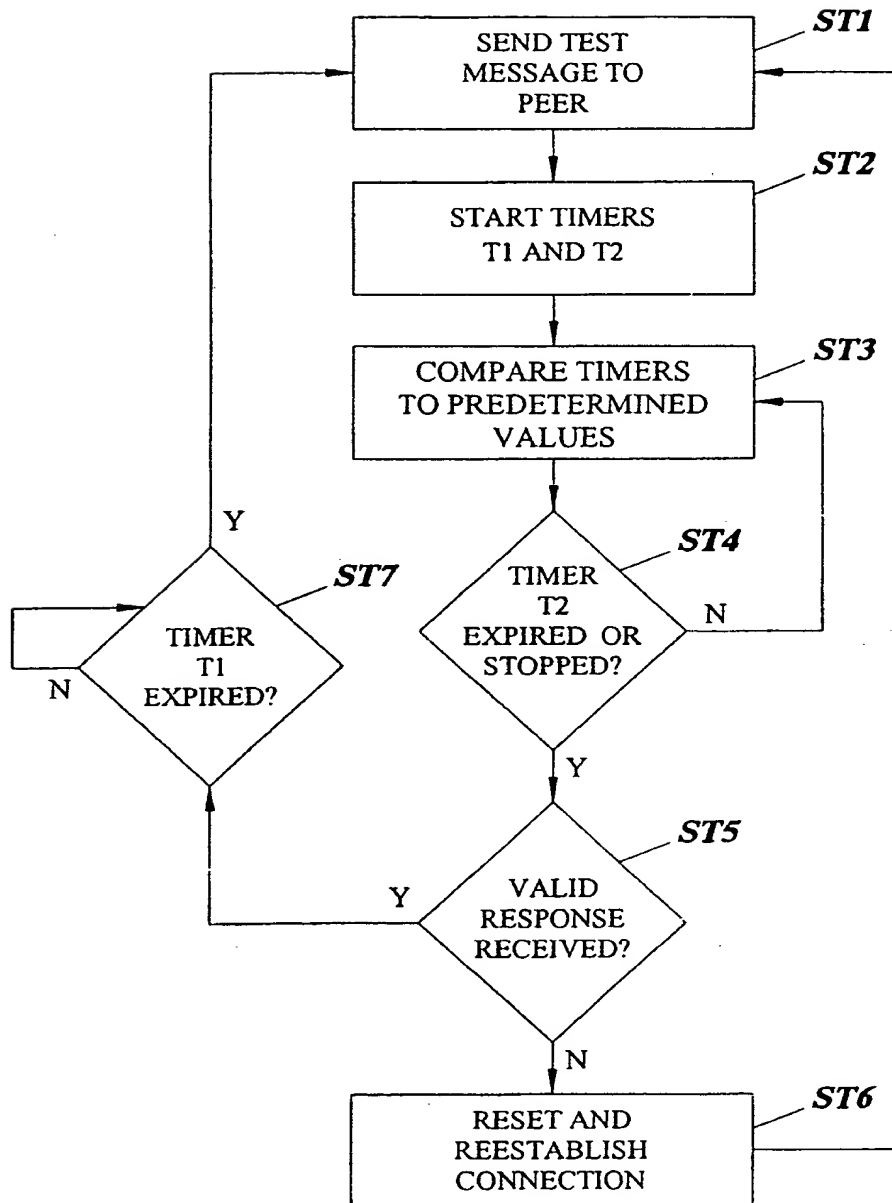 ST1
SEND TEST
MESSAGE TO
PEER
ST2
START TIMERS
T1 AND T2
ST3
COMPARE TIMERS
TO PREDETERMINED
VALUES
ST4
TIMER
T2
EXPIRED OR
STOPPED?
N
Y
ST7
TIMER
T1
EXPIRED?
Y
N
ST5
VALID
RESPONSE
RECEIVED?
Y
N
ST6
RESET AND
REESTABLISH
CONNECTION